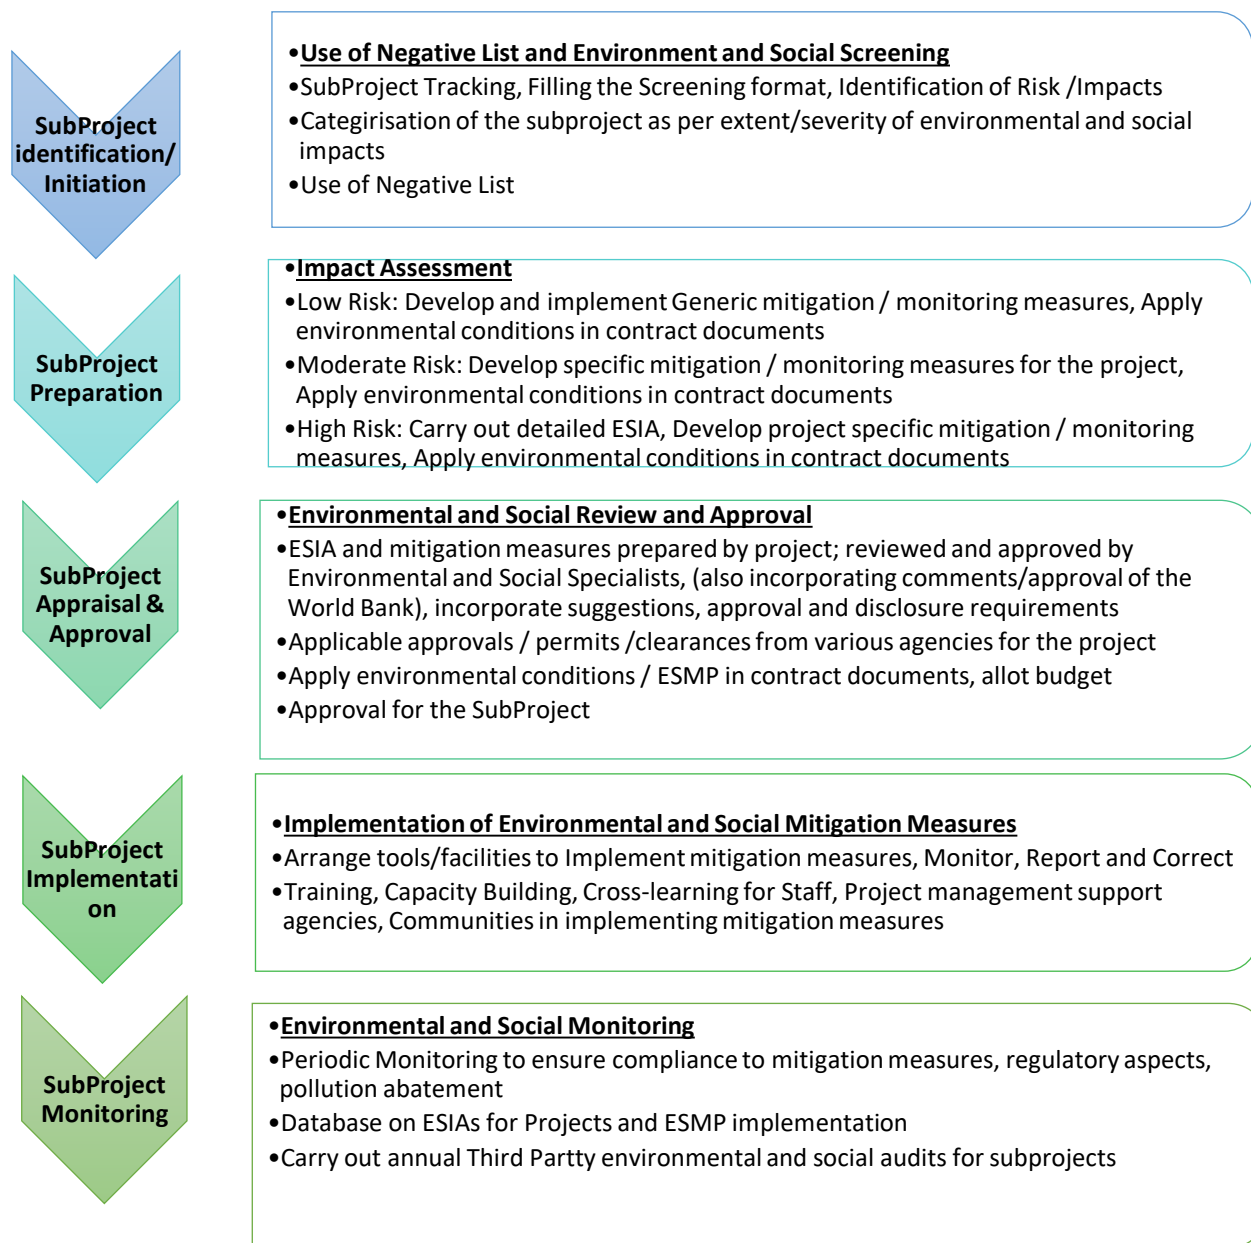 SubProject
identification/
Initiation
•Use of Negative List and Environment and Social Screening
•SubProject Tracking, Filling the Screening format, Identification of Risk /Impacts
•Categirisation of the subproject as per extent/severity of environmental and social
impacts
•Use of Negative List
SubProject
Preparation
•Impact Assessment
•Low Risk: Develop and implement Generic mitigation / monitoring measures, Apply
environmental conditions in contract documents
•Moderate Risk: Develop specific mitigation / monitoring measures for the project,
Apply environmental conditions in contract documents
•High Risk: Carry out detailed ESIA, Develop project specific mitigation / monitoring
measures, Apply environmental conditions in contract documents
SubProject
Appraisal &
Approval
•Environmental and Social Review and Approval
•ESIA and mitigation measures prepared by project; reviewed and approved by
Environmental and Social Specialists, (also incorporating comments/approval of the
World Bank), incorporate suggestions, approval and disclosure requirements
•Applicable approvals / permits /clearances from various agencies for the project
•Apply environmental conditions / ESMP in contract documents, allot budget
•Approval for the SubProject
SubProject
Implementati
on
•Implementation of Environmental and Social Mitigation Measures
•Arrange tools/facilities to Implement mitigation measures, Monitor, Report and Correct
•Training, Capacity Building, Cross-learning for Staff, Project management support
agencies, Communities in implementing mitigation measures
SubProject
Monitoring
•Environmental and Social Monitoring
•Periodic Monitoring to ensure compliance to mitigation measures, regulatory aspects,
pollution abatement
•Database on ESIAs for Projects and ESMP implementation
•Carry out annual Third Partty environmental and social audits for subprojects